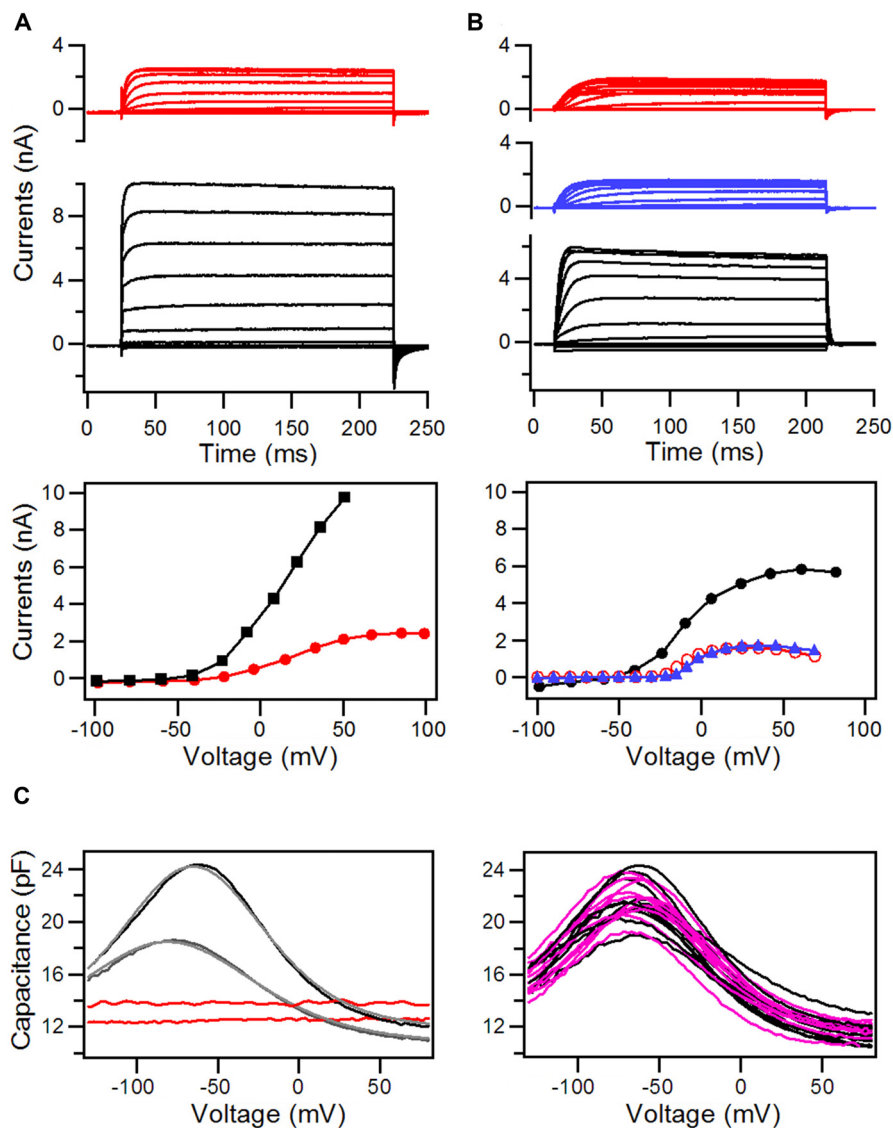 A
B
4
0
Currents (nA)
8
4
0
0 50 100 150 200 250
Time (ms)
4
0
4
0
4
0
0 50 100 150 200 250
Time (ms)
10
8
6
4
2
0
Currents (nA)
-100 -50 0 50 100
Voltage (mV)
10
8
6
4
2
0
-100 -50 0 50 100
Voltage (mV)
C
24
20
16
12
Capacitance (pF)
-100 -50 0 50
Voltage (mV)
24
20
16
12
-100 -50 0 50
Voltage (mV)